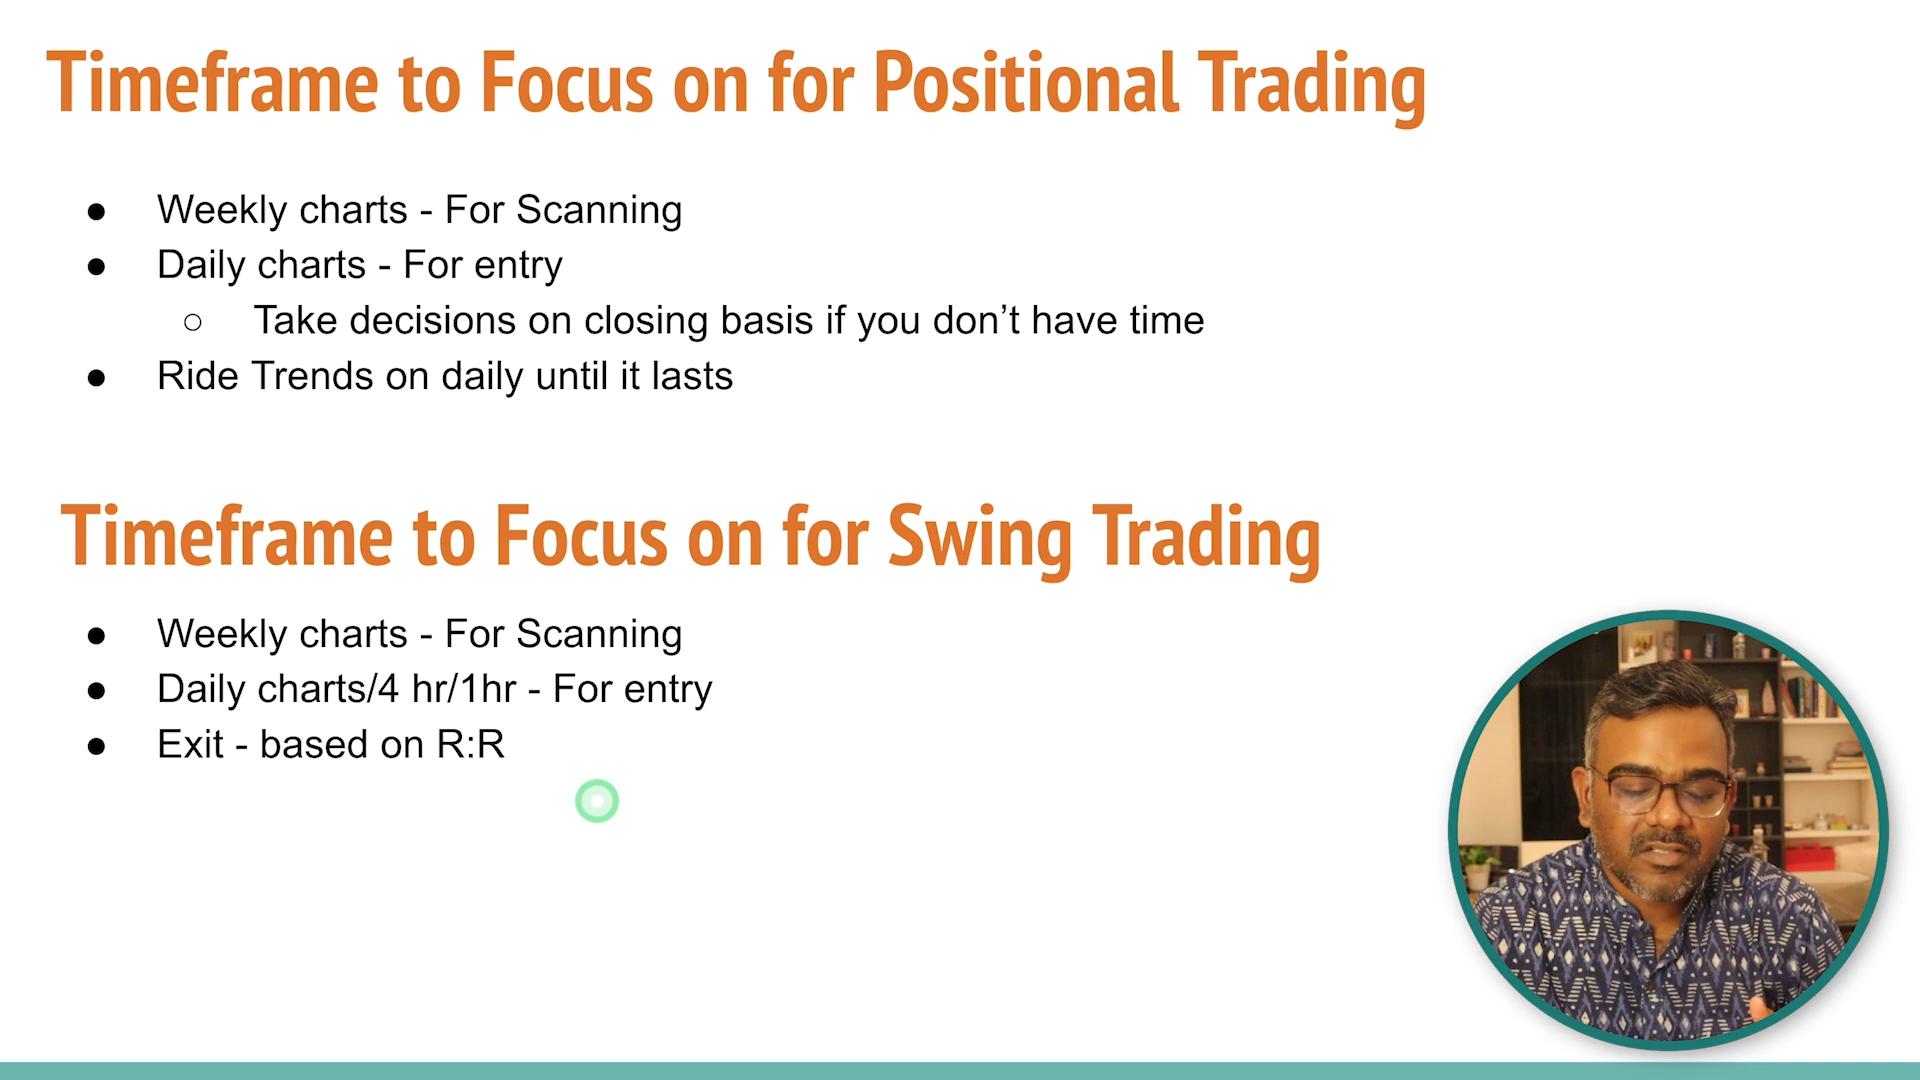 Timeframe to Focus on for Positional Trading
● Weekly charts - For Scanning
● Daily charts - For entry
○ Take decisions on closing basis if you don’t have time
● Ride Trends on daily until it lasts
Timeframe to Focus on for Swing Trading
● Weekly charts - For Scanning
● Daily charts/4 hr/1hr - For entry
● Exit - based on R:R